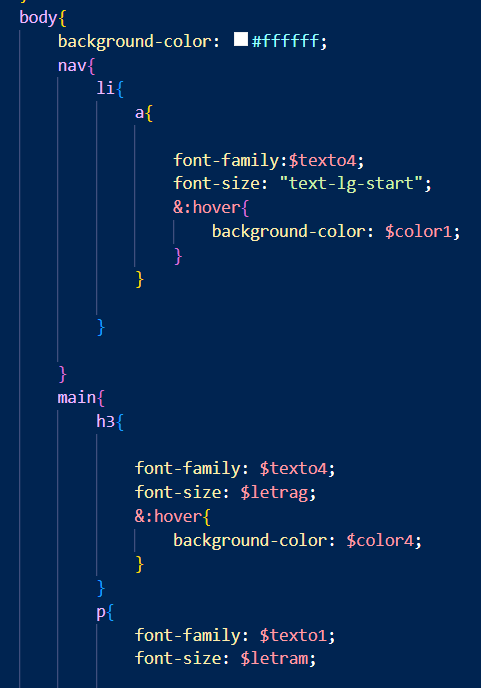 }
body{
background-color: #ffffff;
nav{
li{
a{
font-family:$texto4;
font-size: "text-lg-start";
&:hover{
background-color: $color1;
}
}
}
}
main{
h3{
font-family: $texto4;
font-size: $letrag;
&:hover{
background-color: $color4;
}
}
p{
font-family: $texto1;
font-size: $letram;